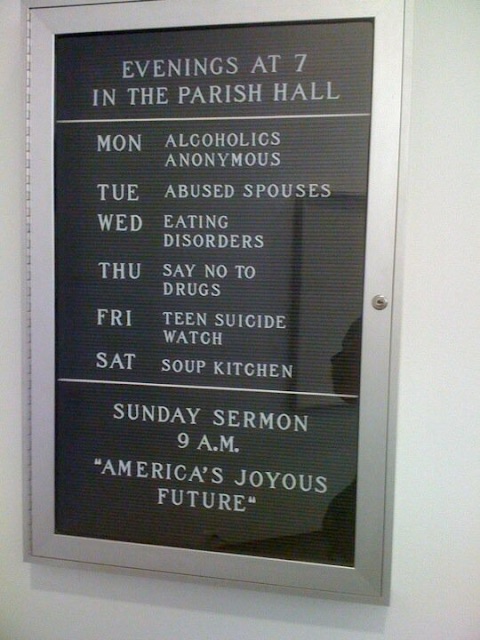 EVENINGS AT 7
IN THE PARISH HALL
MON ALCOHOLICS
ANONYMOUS
TUE ABUSED SPOUSES
WED EATING
DISORDERS
THU SAY NO TO
DRUGS
FRI TEEN SUICIDE
WATCH
SAT SOUP KITCHEN
SUNDAY SERMON
9 A.M.
"AMERICA'S JOYOUS
FUTURE"